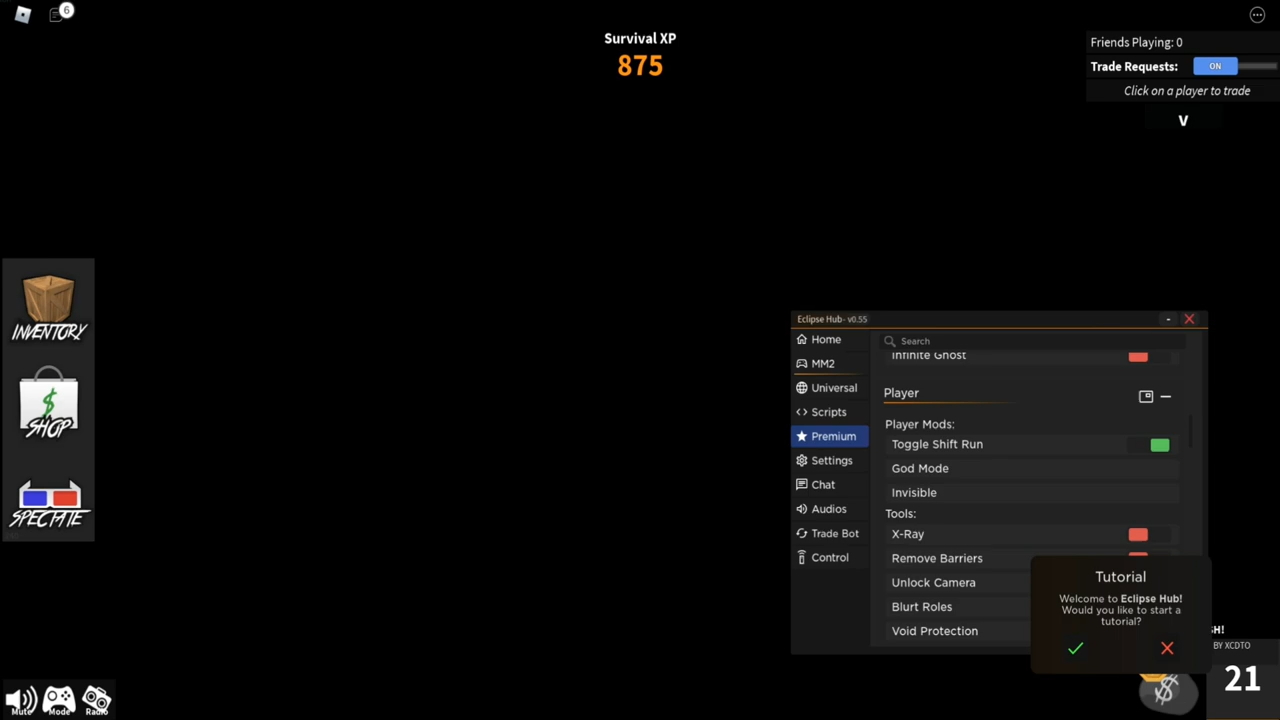 6
Survival XP
875
Friends Playing: 0
Trade Requests: ON
Click on a player to trade
V
INVENTORY
SHOP
SPECTATE
Mute
Mode
Radio
Eclipse Hub- v0.55
Home
MM2
Universal
Scripts
Premium
Settings
Chat
Audios
Trade Bot
Control
Search
Infinite Ghost
Player
Player Mods:
Toggle Shift Run
God Mode
Invisible
Tools:
X-Ray
Remove Barriers
Unlock Camera
Blurt Roles
Void Protection
Tutorial
Welcome to Eclipse Hub!
Would you like to start a
tutorial?
SH!
BY XCDTO
21